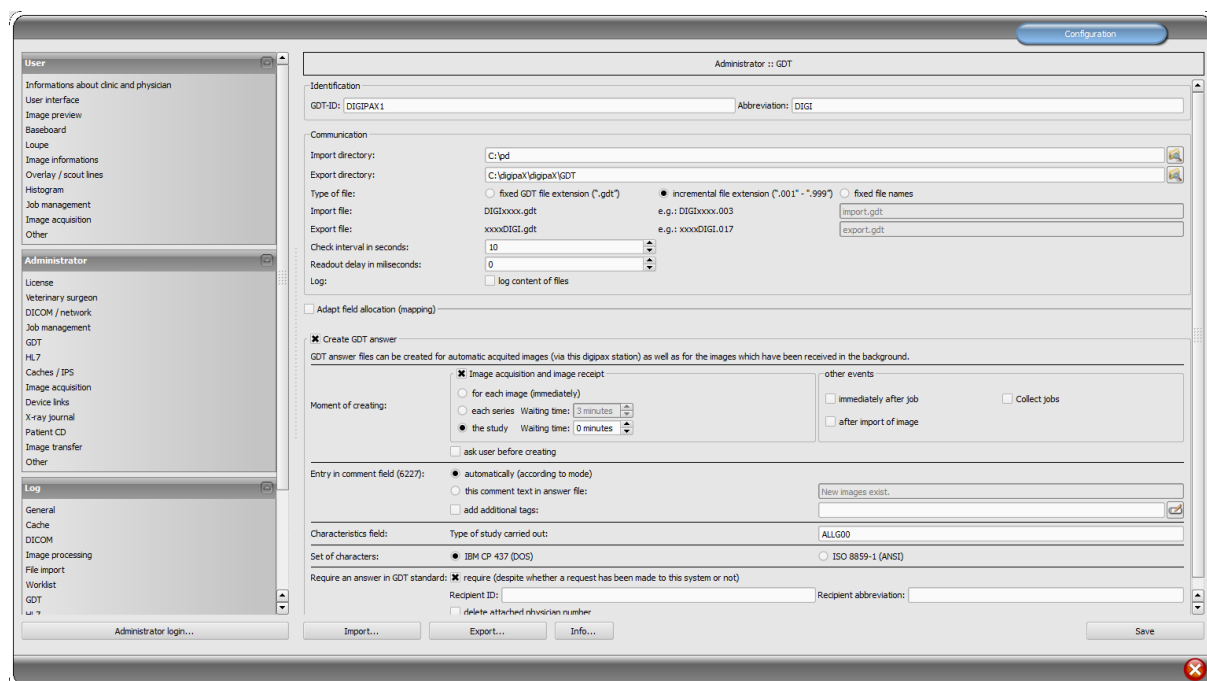 Configuration
User
Informations about clinic and physician
User interface
Image preview
Baseboard
Loupe
Image informations
Overlay / scout lines
Histogram
Job management
Image acquisition
Other
Administrator
License
Veterinary surgeon
DICOM / network
Job management
GDT
HL7
Caches / IPS
Image acquisition
Device links
X-ray journal
Patient CD
Image transfer
Other
Log
General
Cache
DICOM
Image processing
File import
Worklist
GDT
HL7
Administrator login...
Administrator :: GDT
Identification
GDT-ID: DIGIPAX1 Abbreviation: DIGI
Communication
Import directory: C:\pd
Export directory: C:\digipaX\digipaX\GDT
Type of file: fixed GDT file extension (".gdt") incremental file extension (".001" - ".999") fixed file names
Import file: DIGIxxxx.gdt e.g.: DIGIxxxx.003 import.gdt
Export file: xxxxDIGI.gdt e.g.: xxxxDIGI.017 export.gdt
Check interval in seconds: 10
Readout delay in miliseconds: 0
Log: log content of files
Adapt field allocation (mapping)
Create GDT answer
GDT answer files can be created for automatic acquited images (via this digipax station) as well as for the images which have been received in the background.
Image acquisition and image receipt other events
for each image (immediately)
immediately after job Collect jobs
Moment of creating: each series Waiting time: 3 minutes
after import of image
the study Waiting time: 0 minutes
ask user before creating
Entry in comment field (6227): automatically (according to mode)
this comment text in answer file: New images exist.
add additional tags:
Characteristics field: Type of study carried out: ALLG00
Set of characters: IBM CP 437 (DOS) ISO 8859-1 (ANSI)
Require an answer in GDT standard: require (despite whether a request has been made to this system or not)
Recipient ID: Recipient abbreviation:
delete attached physician number
Import... Export... Info... Save